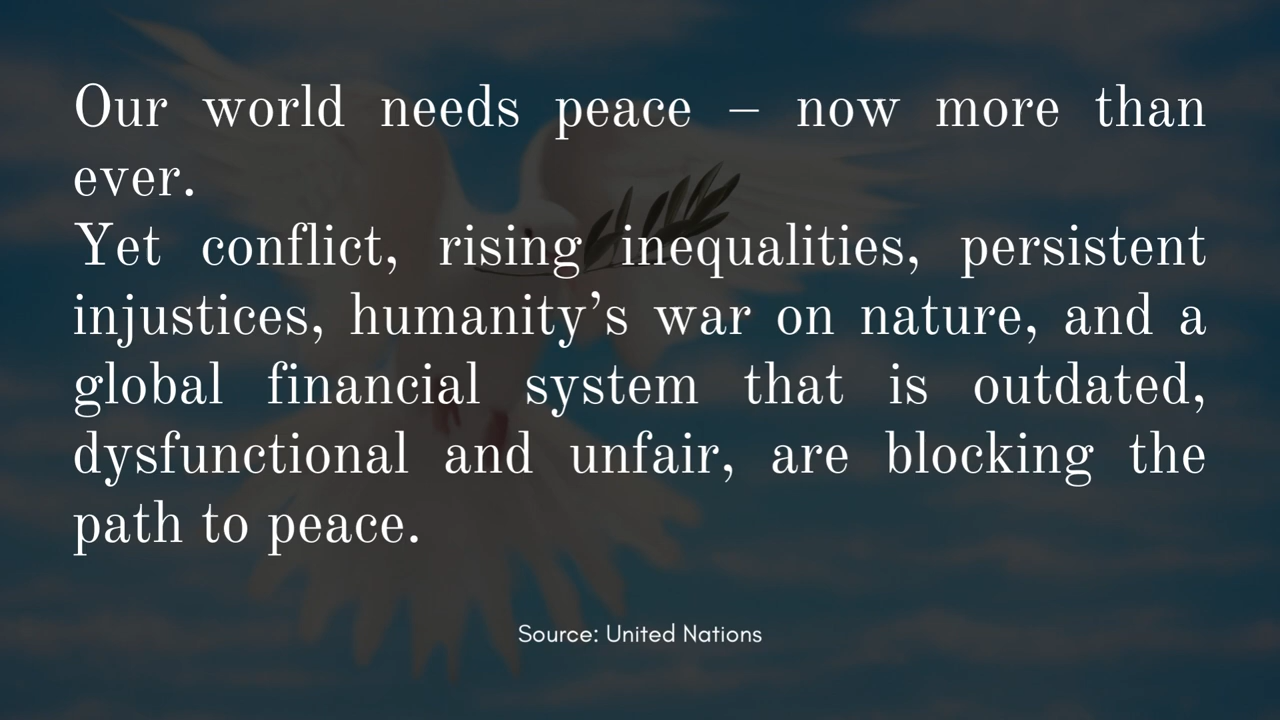 Our world needs peace – now more than
ever.
Yet conflict, rising inequalities, persistent
injustices, humanity’s war on nature, and a
global financial system that is outdated,
dysfunctional and unfair, are blocking the
path to peace.
Source: United Nations